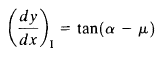 (dy/dx)_I = tan(α − μ)